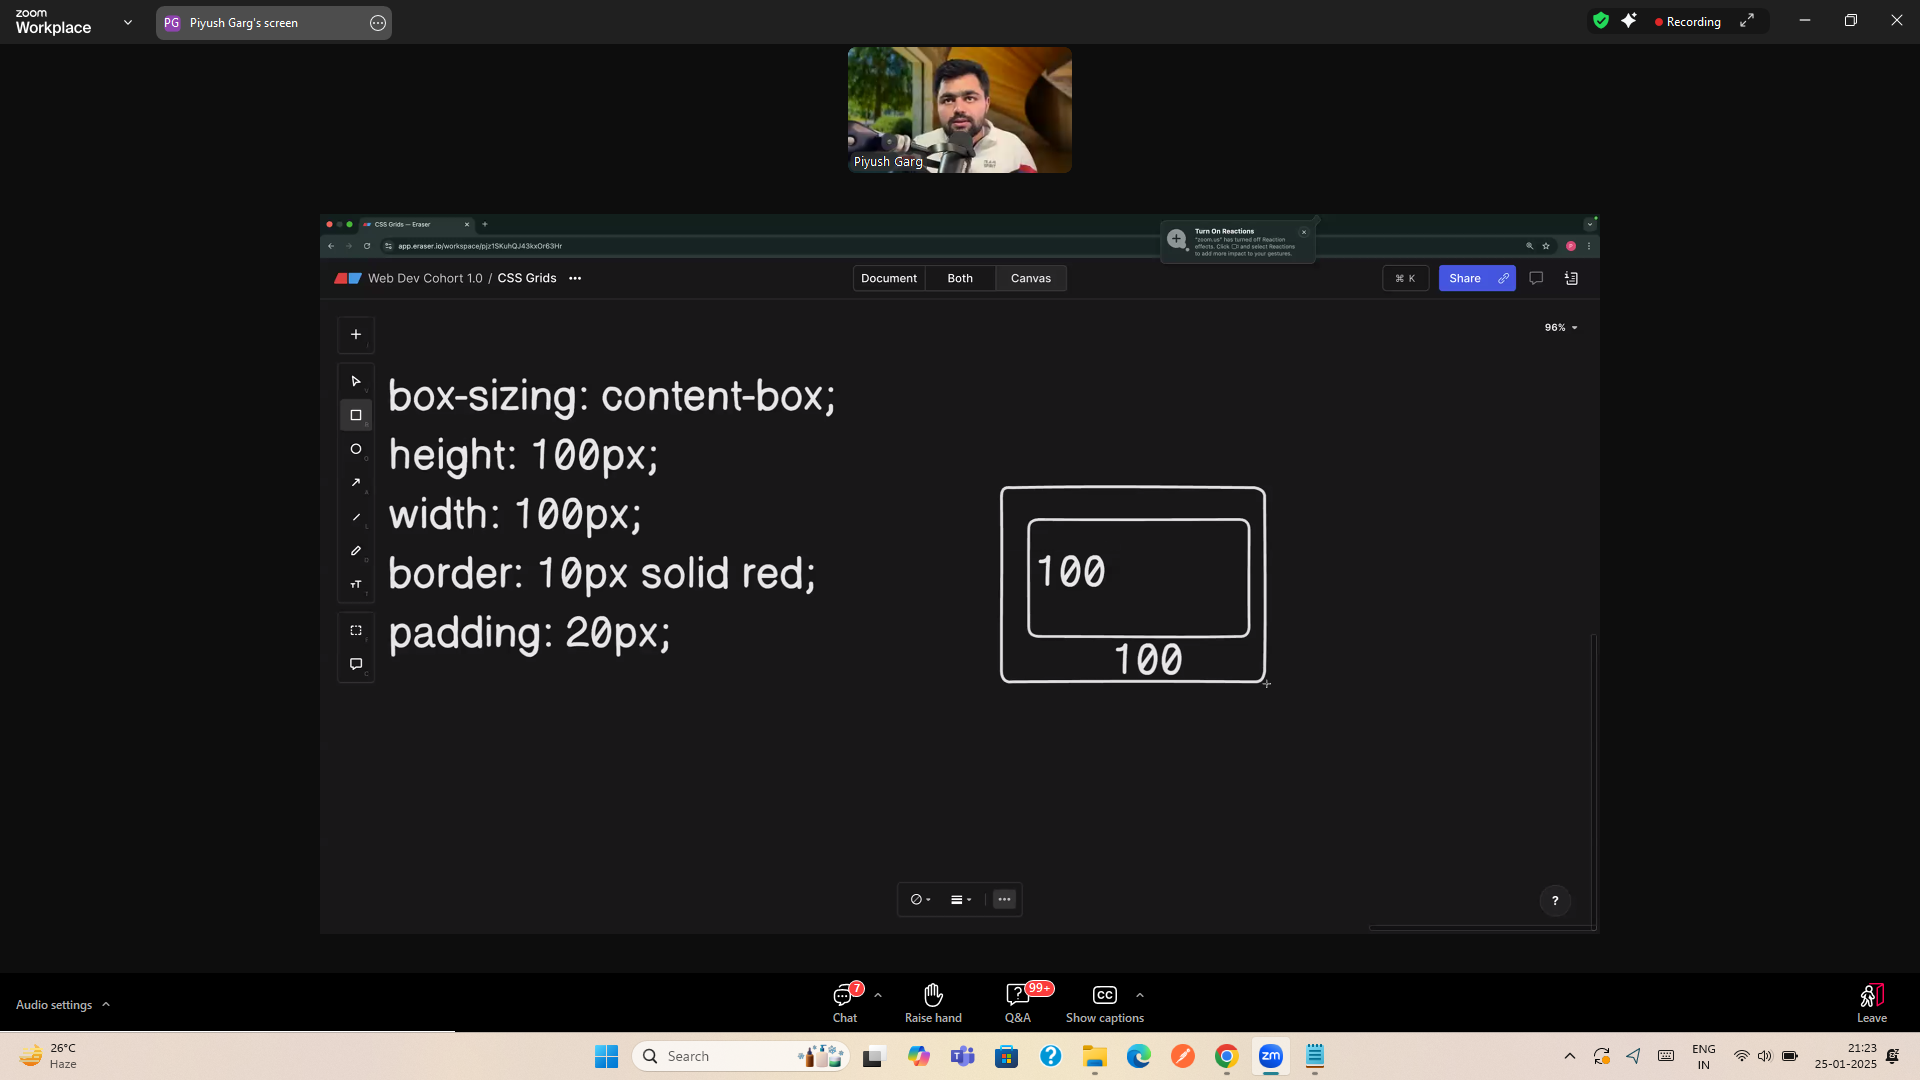 zoom
Workplace
PG Piyush Garg's screen
Recording
Piyush Garg
CSS Grids — Eraser
app.eraser.io/workspace/pjz1SKuhQJ43kxOr63Hr
Turn On Reactions
"zoom.us" has turned off Reaction
effects. Click and select Reactions
to add more impact to your gestures.
Web Dev Cohort 1.0 / CSS Grids
Document Both Canvas
⌘ K
Share
96%
box-sizing: content-box;
height: 100px;
width: 100px;
border: 10px solid red;
padding: 20px;
100
100
?
Audio settings
7
Chat
Raise hand
99+
Q&A
CC
Show captions
Leave
26°C
Haze
Search
zm
ENG
IN
21:23
25-01-2025